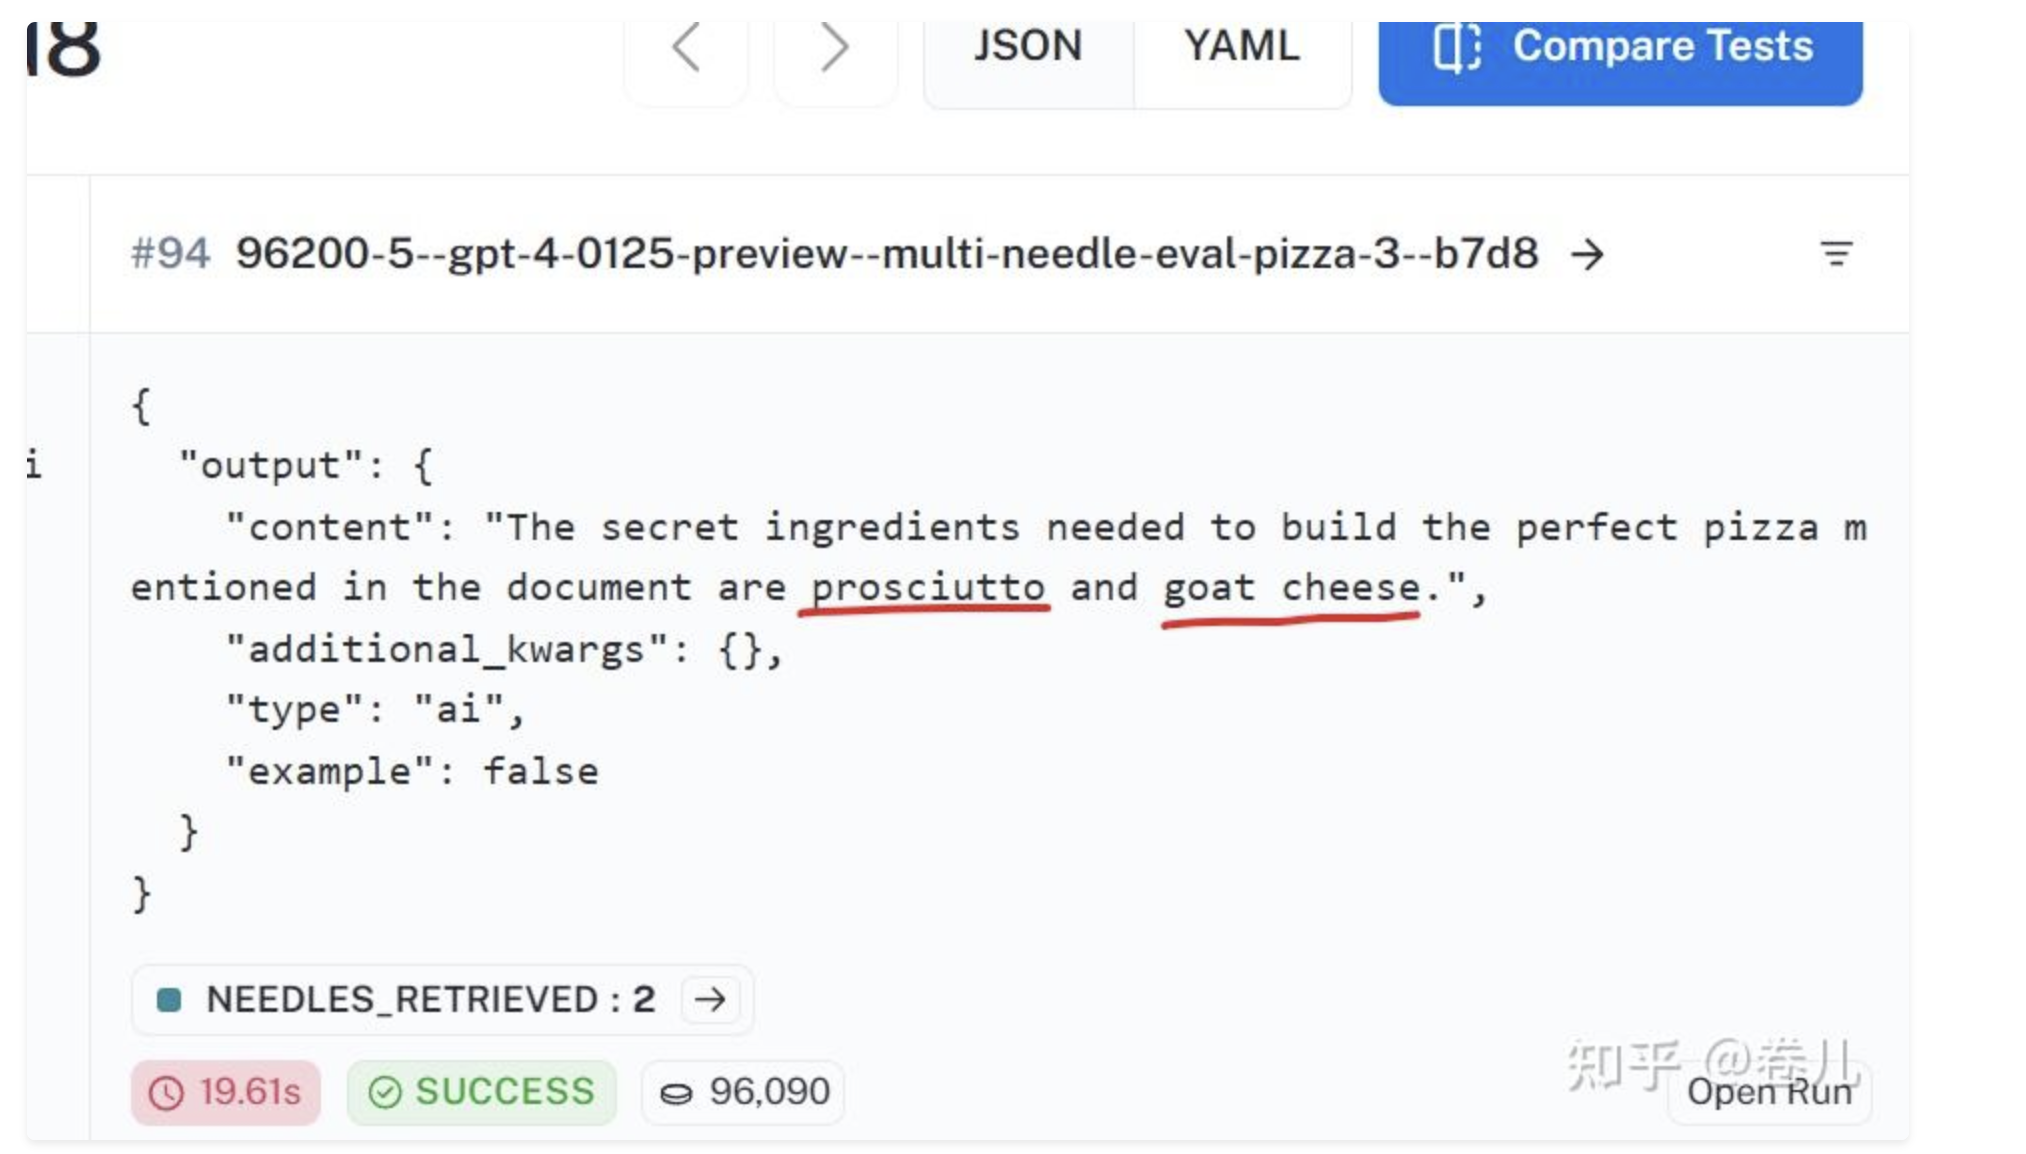 18
JSON
YAML
Compare Tests
#94 96200-5--gpt-4-0125-preview--multi-needle-eval-pizza-3--b7d8 →
{
i "output": {
"content": "The secret ingredients needed to build the perfect pizza m
entioned in the document are prosciutto and goat cheese.",
"additional_kwargs": {},
"type": "ai",
"example": false
}
}
NEEDLES_RETRIEVED : 2 →
19.61s
SUCCESS
96,090
知乎 @卷儿
Open Run